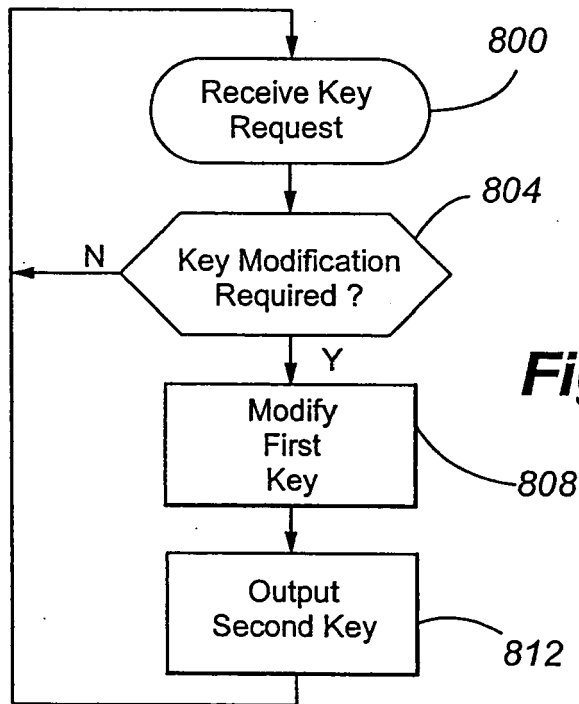 800
Receive Key
Request
804
N
Key Modification
Required ?
Y
Modify
First
Key
808
Output
Second Key
812